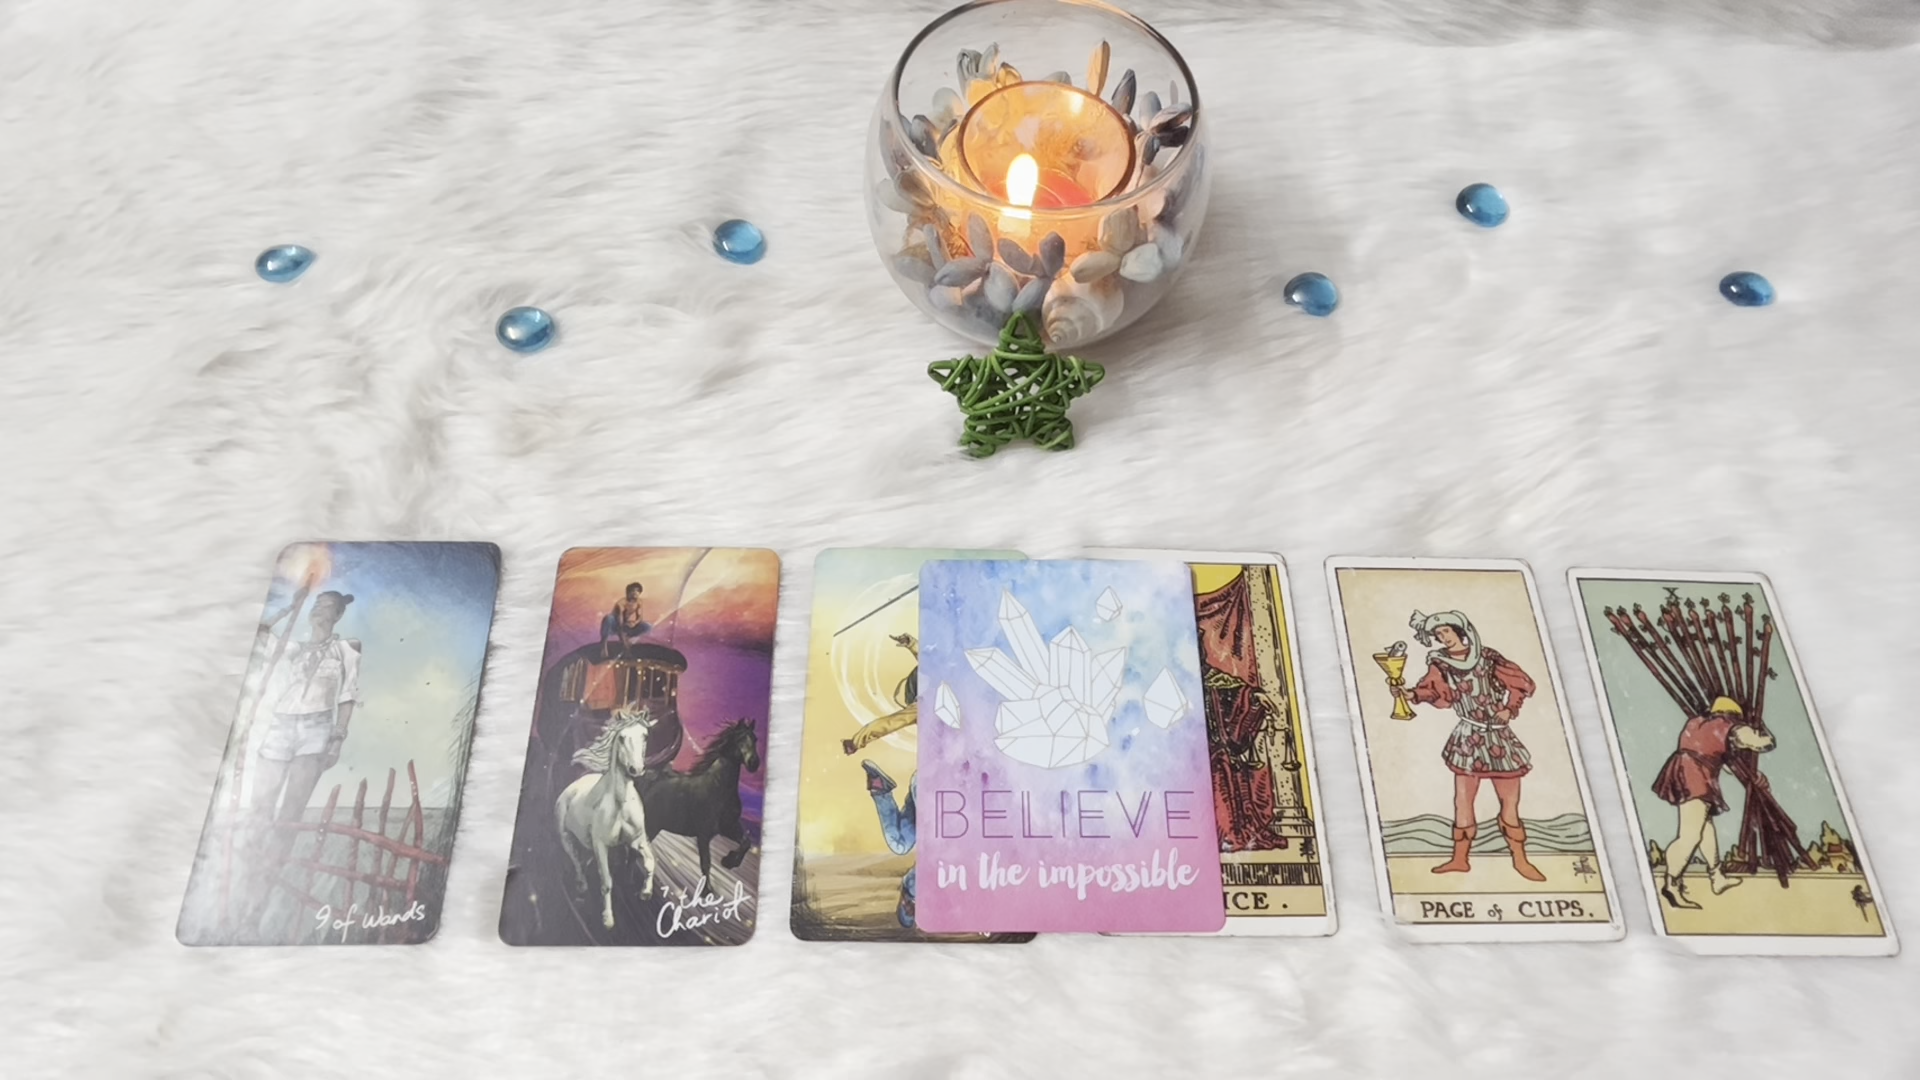 9 of Wands
7. the
Chariot
BELIEVE
in the impossible
ICE.
PAGE of CUPS.
X